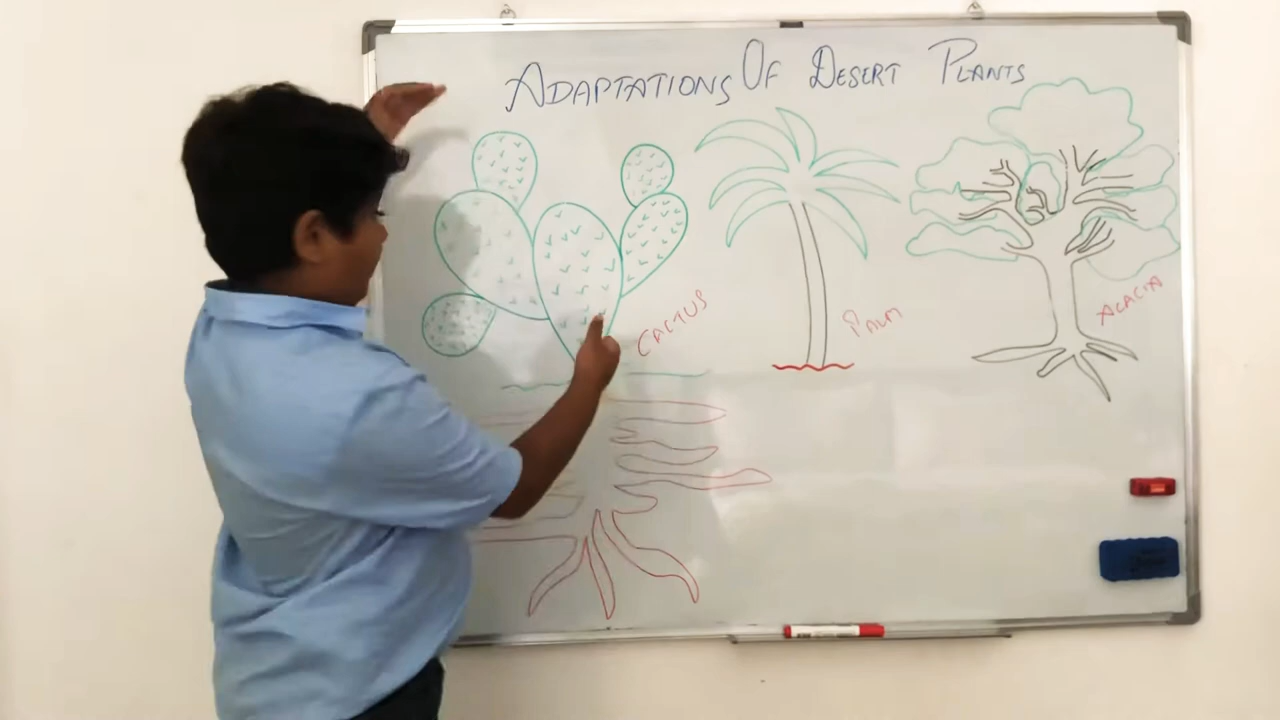 ADAPTATIONS OF DESERT PLANTS
CACTUS
PALM
ACACIA